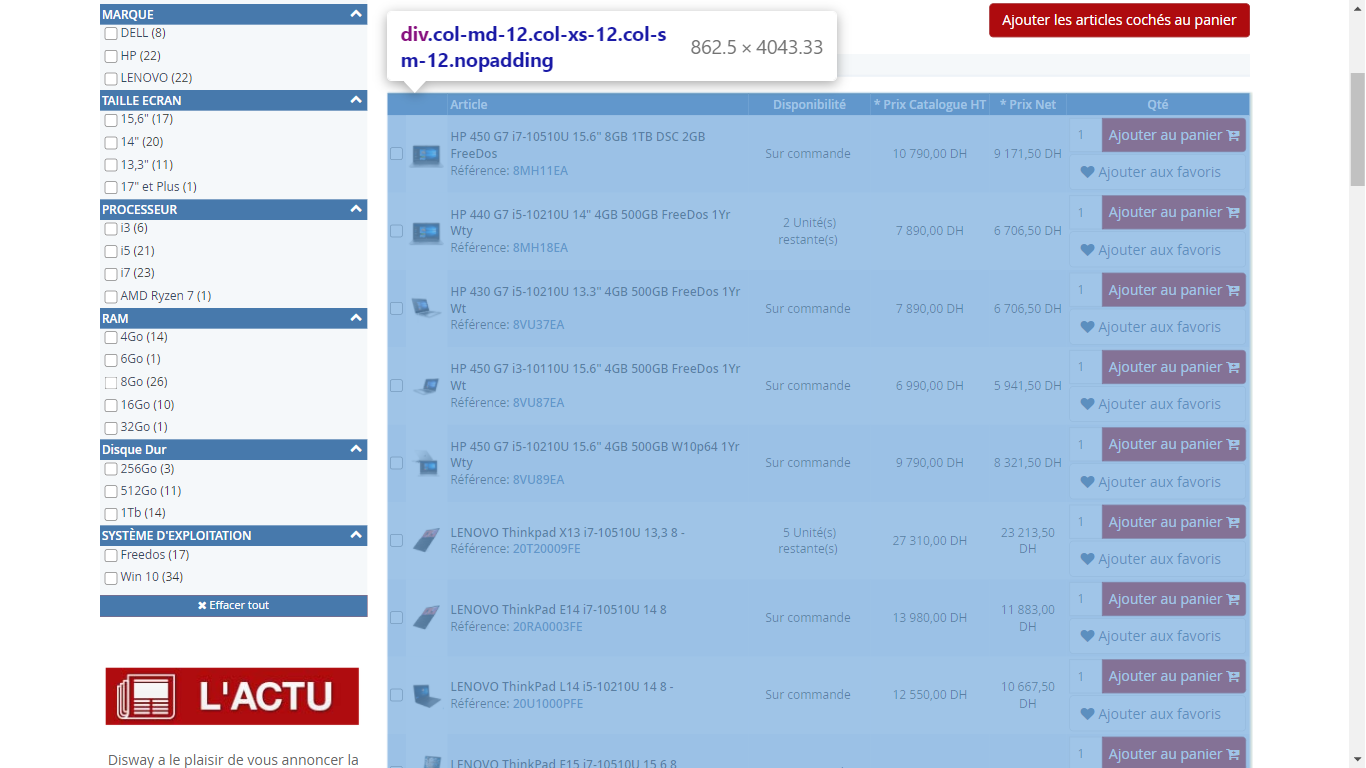 MARQUE
DELL (8)
HP (22)
LENOVO (22)
TAILLE ECRAN
15,6" (17)
14" (20)
13,3" (11)
17" et Plus (1)
PROCESSEUR
i3 (6)
i5 (21)
i7 (23)
AMD Ryzen 7 (1)
RAM
4Go (14)
6Go (1)
8Go (26)
16Go (10)
32Go (1)
Disque Dur
256Go (3)
512Go (11)
1Tb (14)
SYSTÈME D'EXPLOITATION
Freedos (17)
Win 10 (34)
✖ Effacer tout
L'ACTU
Disway a le plaisir de vous annoncer la
div.col-md-12.col-xs-12.col-s
m-12.nopadding
862.5 × 4043.33
Ajouter les articles cochés au panier
Article Disponibilité * Prix Catalogue HT * Prix Net Qté
HP 450 G7 i7-10510U 15.6" 8GB 1TB DSC 2GB
FreeDos
Référence: 8MH11EA
Sur commande
10 790,00 DH
9 171,50 DH
1
Ajouter au panier
Ajouter aux favoris
HP 440 G7 i5-10210U 14" 4GB 500GB FreeDos 1Yr
Wty
Référence: 8MH18EA
2 Unité(s)
restante(s)
7 890,00 DH
6 706,50 DH
1
Ajouter au panier
Ajouter aux favoris
HP 430 G7 i5-10210U 13.3" 4GB 500GB FreeDos 1Yr
Wt
Référence: 8VU37EA
Sur commande
7 890,00 DH
6 706,50 DH
1
Ajouter au panier
Ajouter aux favoris
HP 450 G7 i3-10110U 15.6" 4GB 500GB FreeDos 1Yr
Wt
Référence: 8VU87EA
Sur commande
6 990,00 DH
5 941,50 DH
1
Ajouter au panier
Ajouter aux favoris
HP 450 G7 i5-10210U 15.6" 4GB 500GB W10p64 1Yr
Wty
Référence: 8VU89EA
Sur commande
9 790,00 DH
8 321,50 DH
1
Ajouter au panier
Ajouter aux favoris
LENOVO Thinkpad X13 i7-10510U 13,3 8 -
Référence: 20T20009FE
5 Unité(s)
restante(s)
27 310,00 DH
23 213,50
DH
1
Ajouter au panier
Ajouter aux favoris
LENOVO ThinkPad E14 i7-10510U 14 8
Référence: 20RA0003FE
Sur commande
13 980,00 DH
11 883,00
DH
1
Ajouter au panier
Ajouter aux favoris
LENOVO ThinkPad L14 i5-10210U 14 8 -
Référence: 20U1000PFE
Sur commande
12 550,00 DH
10 667,50
DH
1
Ajouter au panier
Ajouter aux favoris
LENOVO ThinkPad E15 i7-10510U 15,6 8
1
Ajouter au panier